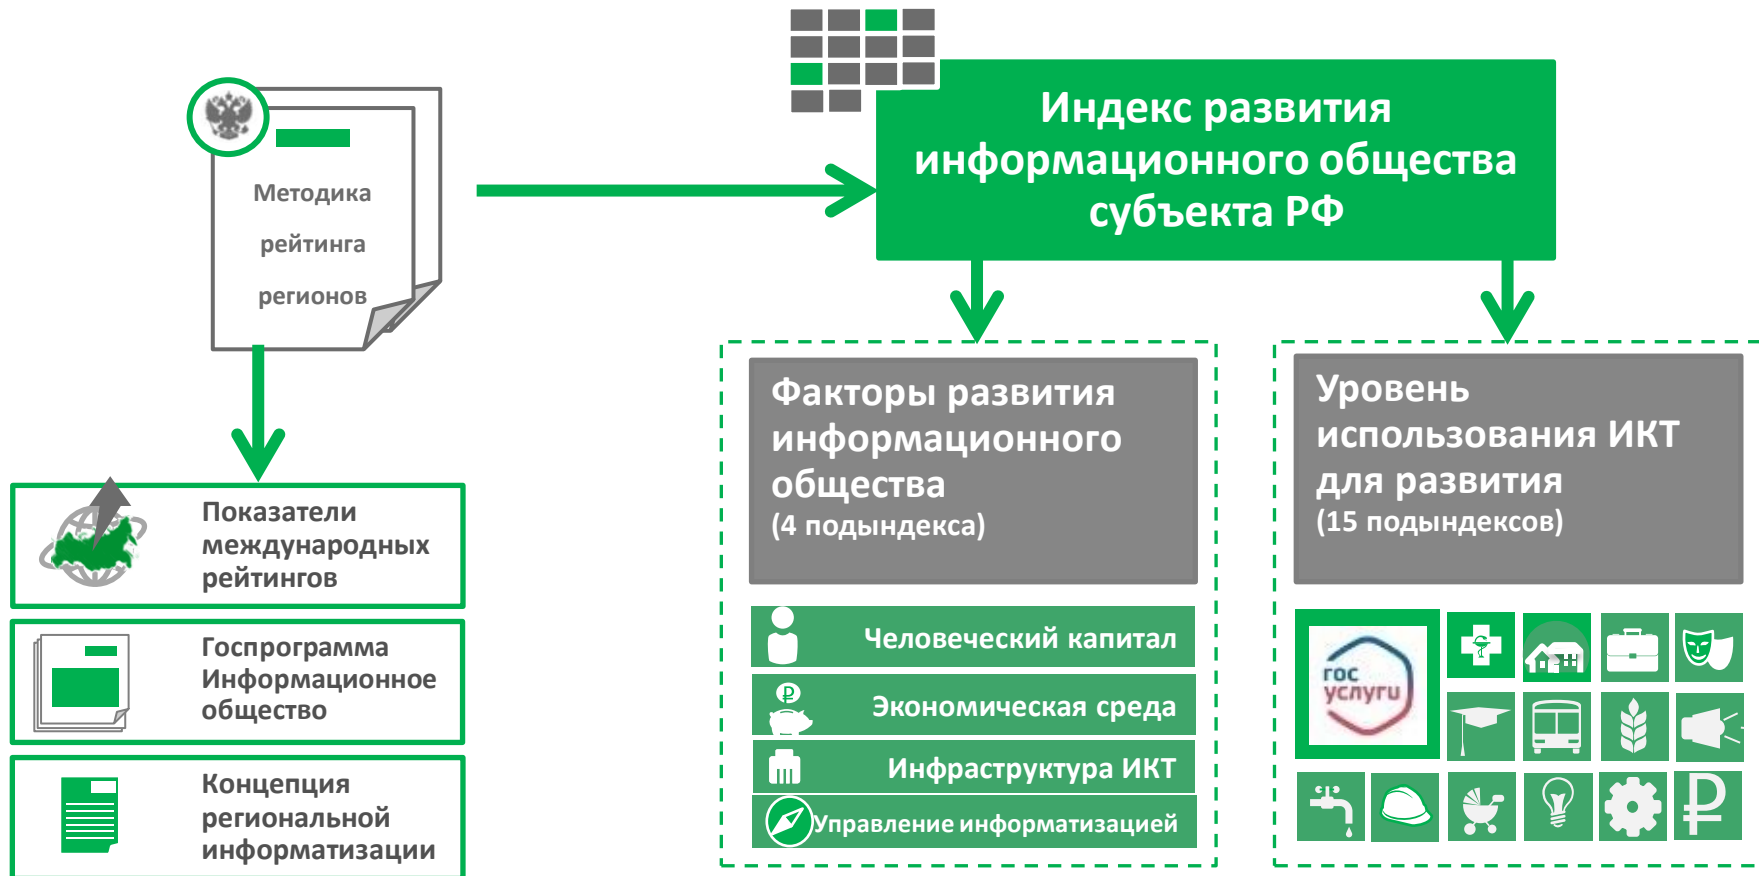 Методика
рейтинга
регионов
Индекс развития
информационного общества
субъекта РФ
Показатели
международных
рейтингов
Госпрограмма
Информационное
общество
Концепция
региональной
информатизации
Факторы развития
информационного
общества
(4 подындекса)
₽
Человеческий капитал
Экономическая среда
Инфраструктура ИКТ
Управление информатизацией
Уровень
использования ИКТ
для развития
(15 подындексов)
гос
услуги
₽